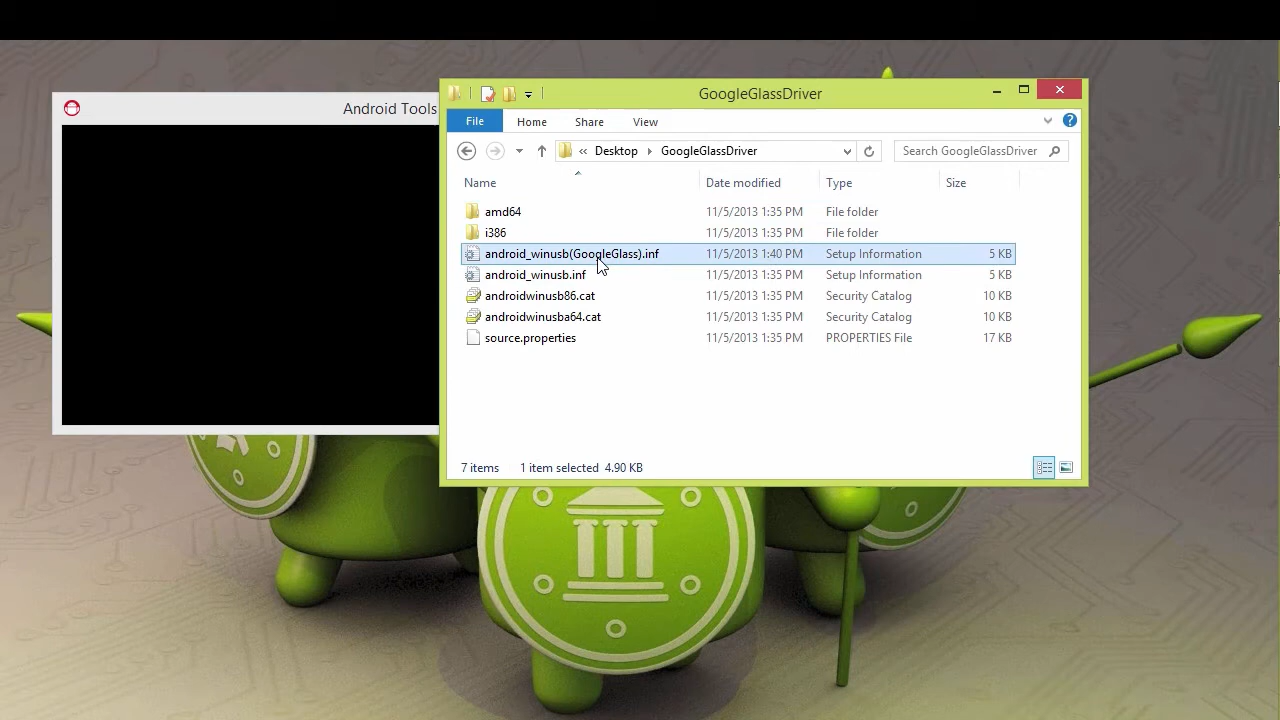 Android Tools
GoogleGlassDriver
File Home Share View
« Desktop GoogleGlassDriver Search GoogleGlassDriver
Name Date modified Type Size
amd64 11/5/2013 1:35 PM File folder
i386 11/5/2013 1:35 PM File folder
android_winusb(GoogleGlass).inf 11/5/2013 1:40 PM Setup Information 5 KB
android_winusb.inf 11/5/2013 1:35 PM Setup Information 5 KB
androidwinusb86.cat 11/5/2013 1:35 PM Security Catalog 10 KB
androidwinusba64.cat 11/5/2013 1:35 PM Security Catalog 10 KB
source.properties 11/5/2013 1:35 PM PROPERTIES File 17 KB
7 items 1 item selected 4.90 KB